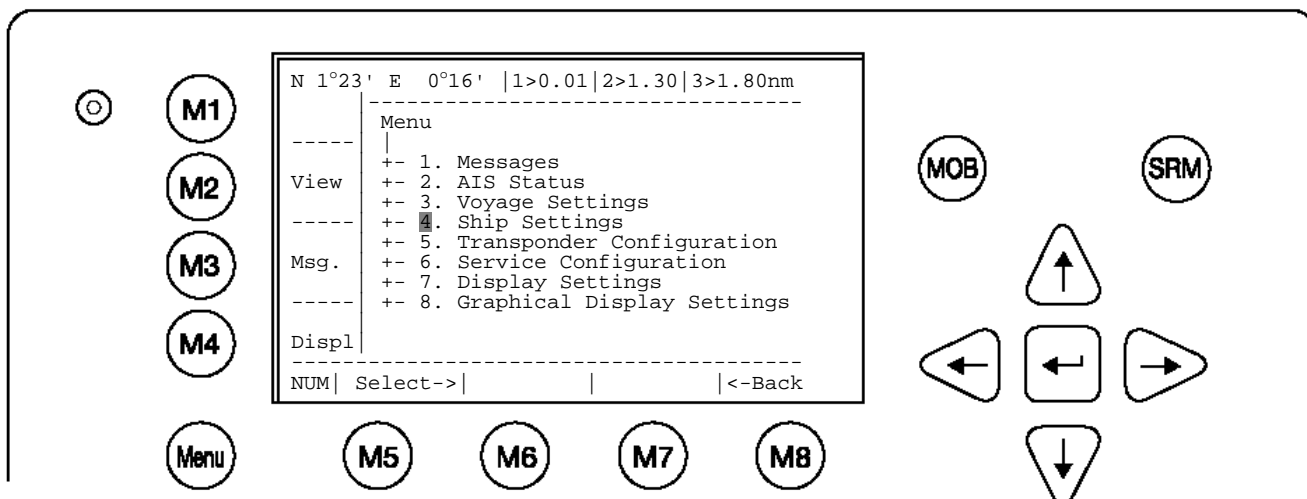 N 1°23' E 0°16' |1>0.01|2>1.30|3>1.80nm
----------------------------------
M1
Menu
-----
+- 1. Messages
M2
View
+- 2. AIS Status
+- 3. Voyage Settings
-----
+- 4. Ship Settings
+- 5. Transponder Configuration
M3
Msg.
+- 6. Service Configuration
+- 7. Display Settings
-----
+- 8. Graphical Display Settings
M4
Displ
----------------------------------------
NUM| Select->| | |<-Back
MOB
SRM
Menu
M5
M6
M7
M8